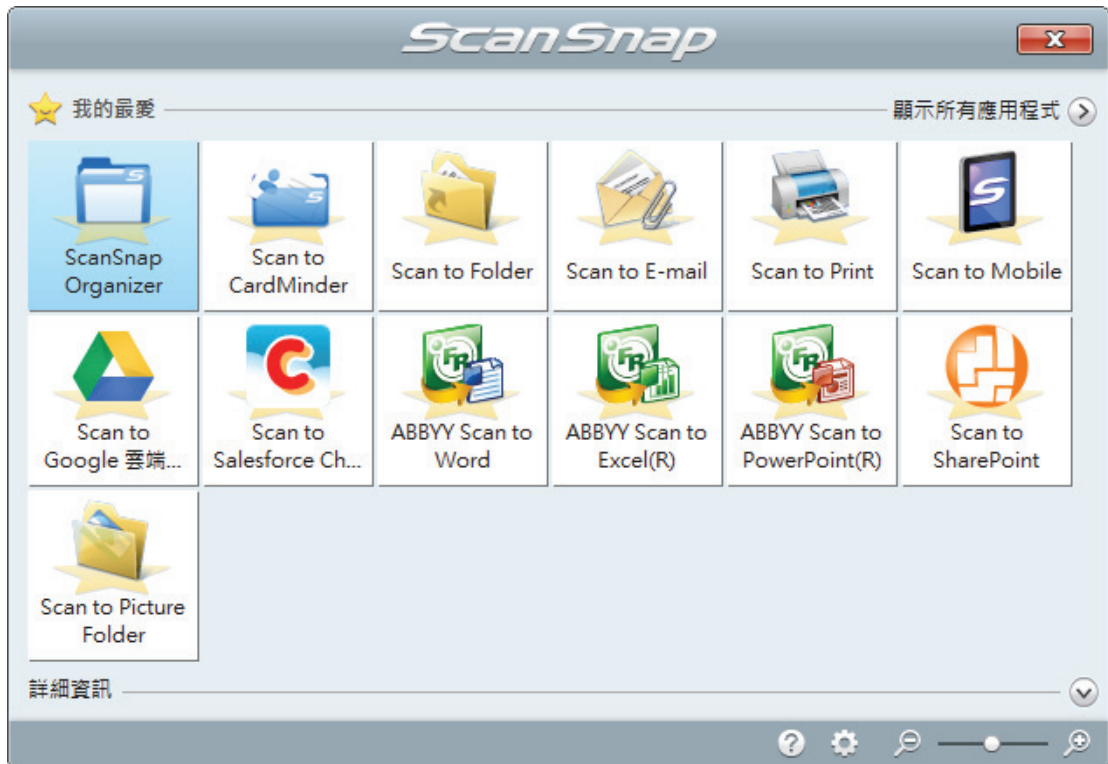 ScanSnap
我的最愛
顯示所有應用程式
ScanSnap
Organizer
Scan to
CardMinder
Scan to Folder
Scan to E-mail
Scan to Print
Scan to Mobile
Scan to
Google 雲端...
Scan to
Salesforce Ch...
ABBYY Scan to
Word
ABBYY Scan to
Excel(R)
ABBYY Scan to
PowerPoint(R)
Scan to
SharePoint
Scan to Picture
Folder
詳細資訊